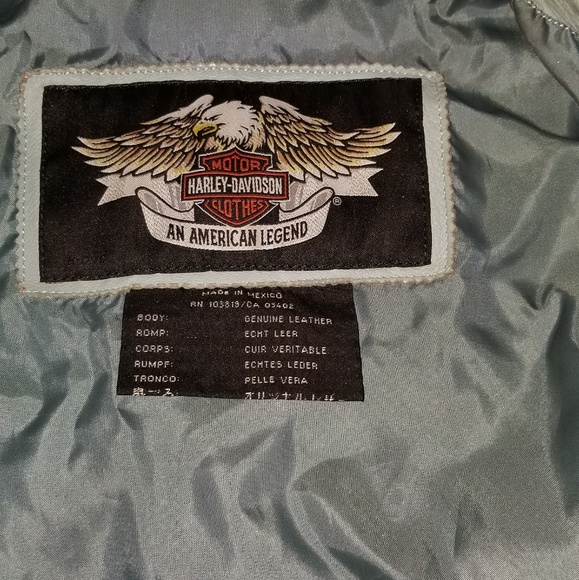 MOTOR
HARLEY-DAVIDSON
CLOTHES
®
AN AMERICAN LEGEND
MADE IN MEXICO
RN 103819/CA 03402
BODY: GENUINE LEATHER
ROMP: ECHT LEER
CORPS: CUIR VERITABLE
RUMPF: ECHTES LEDER
TRONCO: PELLE VERA